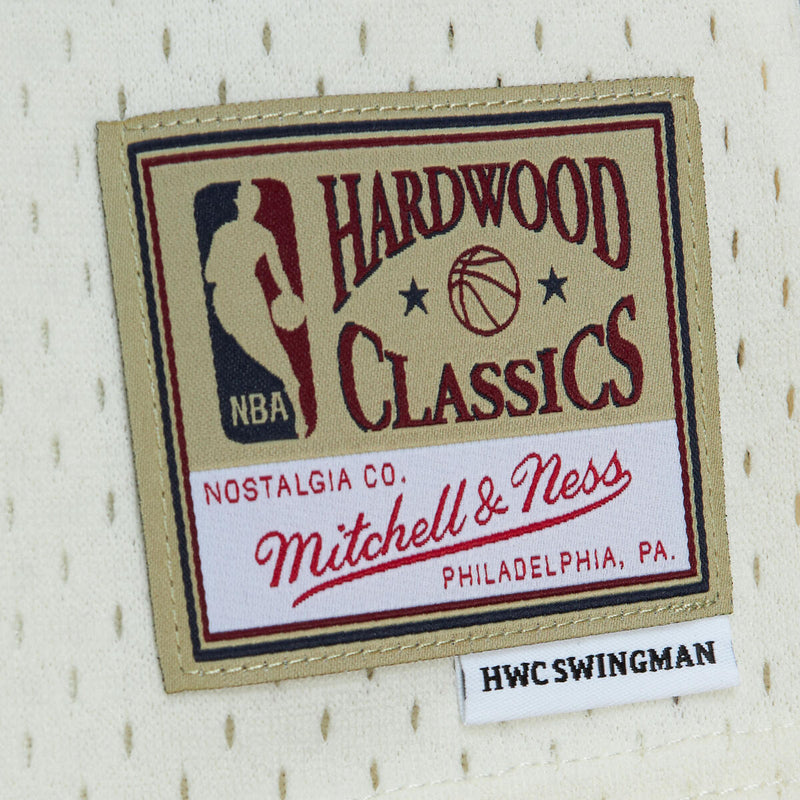 HARDWOOD
CLASSICS
NBA
NOSTALGIA CO.
Mitchell & Ness
PHILADELPHIA, PA.
HWC SWINGMAN